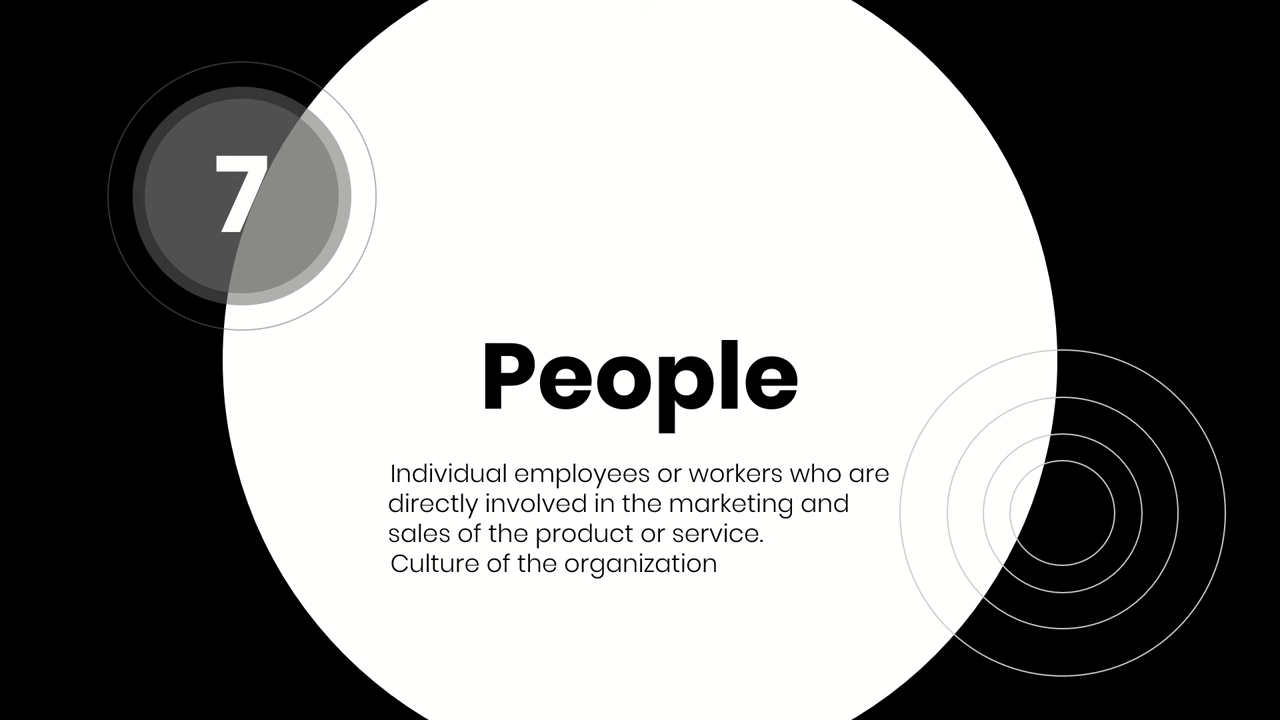 7
People
Individual employees or workers who are
directly involved in the marketing and
sales of the product or service.
Culture of the organization